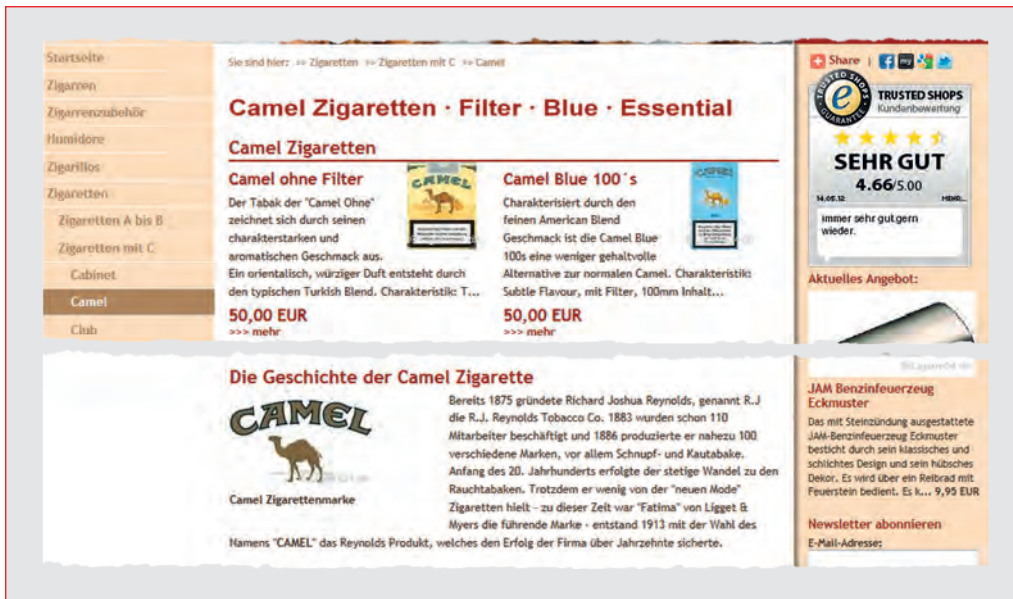 Startseite
Zigarren
Zigarrenzubehör
Humidore
Zigarillos
Zigaretten
Zigaretten A bis B
Zigaretten mit C
Cabinet
Camel
Club
Sie sind hier: >> Zigaretten >> Zigaretten mit C >> Camel
Camel Zigaretten · Filter · Blue · Essential
Camel Zigaretten
Camel ohne Filter
Der Tabak der "Camel Ohne"
zeichnet sich durch seinen
charakterstarken und
aromatischen Geschmack aus.
Ein orientalisch, würziger Duft entsteht durch
den typischen Turkish Blend. Charakteristik: T...
50,00 EUR
>>> mehr
CAMEL
Camel Blue 100´s
Charakterisiert durch den
feinen American Blend
Geschmack ist die Camel Blue
100s eine weniger gehaltvolle
Alternative zur normalen Camel. Charakteristik:
Subtle Flavour, mit Filter, 100mm Inhalt...
50,00 EUR
>>> mehr
Die Geschichte der Camel Zigarette
CAMEL
Camel Zigarettenmarke
Bereits 1875 gründete Richard Joshua Reynolds, genannt R.J
die R.J. Reynolds Tobacco Co. 1883 wurden schon 110
Mitarbeiter beschäftigt und 1886 produzierte er nahezu 100
verschiedene Marken, vor allem Schnupf- und Kautabake.
Anfang des 20. Jahrhunderts erfolgte der stetige Wandel zu den
Rauchtabaken. Trotzdem er wenig von der "neuen Mode"
Zigaretten hielt - zu dieser Zeit war "Fatima" von Ligget &
Myers die führende Marke - entstand 1913 mit der Wahl des
Namens "CAMEL" das Reynolds Produkt, welches den Erfolg der Firma über Jahrzehnte sicherte.
Share |
TRUSTED SHOPS
GUARANTEE
TRUSTED SHOPS
Kundenbewertung
SEHR GUT
4.66/5.00
14.05.12 MEHR...
immer sehr gut gern
wieder.
Aktuelles Angebot:
JAM Benzinfeuerzeug
Eckmuster
Das mit Steinzündung ausgestattete
JAM-Benzinfeuerzeug Eckmuster
besticht durch sein klassisches und
schlichtes Design und sein hübsches
Dekor. Es wird über ein Reibrad mit
Feuerstein bedient. Es k... 9,95 EUR
Newsletter abonnieren
E-Mail-Adresse: